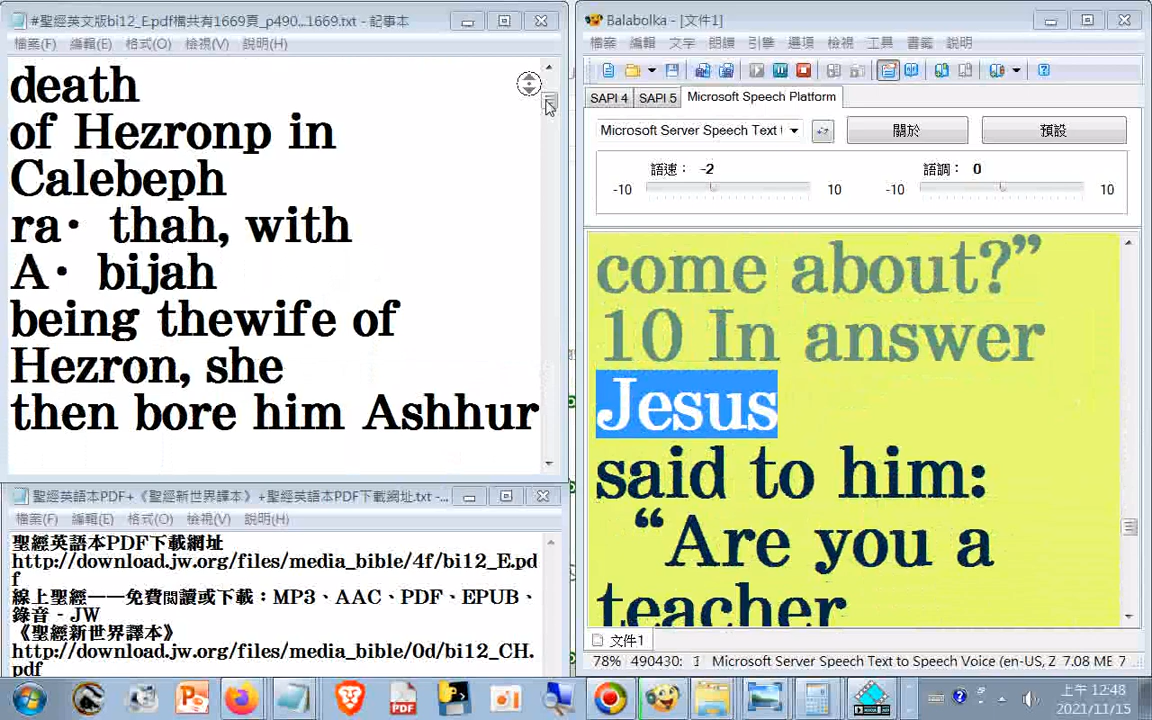 #聖經英文版bi12_E.pdf檔共有1669頁_p490...1669.txt - 記事本
檔案(F) 編輯(E) 格式(O) 檢視(V) 說明(H)
death
of Hezronp in
Calebeph
ra· thah, with
A· bijah
being thewife of
Hezron, she
then bore him Ashhur
聖經英語本PDF+《聖經新世界譯本》+聖經英語本PDF下載網址.txt -...
檔案(F) 編輯(E) 格式(O) 檢視(V) 說明(H)
聖經英語本PDF下載網址
http://download.jw.org/files/media_bible/4f/bi12_E.pd
f
線上聖經——免費閱讀或下載：MP3、AAC、PDF、EPUB、
錄音 - JW
《聖經新世界譯本》
http://download.jw.org/files/media_bible/0d/bi12_CH.
pdf
Balabolka - [文件1]
檔案 編輯 文字 朗讀 引擎 選項 檢視 工具 書籤 說明
SAPI 4 SAPI 5 Microsoft Speech Platform
Microsoft Server Speech Text 關於 預設
語速： -2 語調： 0
-10 10 -10 10
come about?”
10 In answer
Jesus
said to him:
“Are you a
teacher
文件1
78% 490430: Microsoft Server Speech Text to Speech Voice (en-US, Z 7.08 ME 7
上午 12:48
2021/11/15